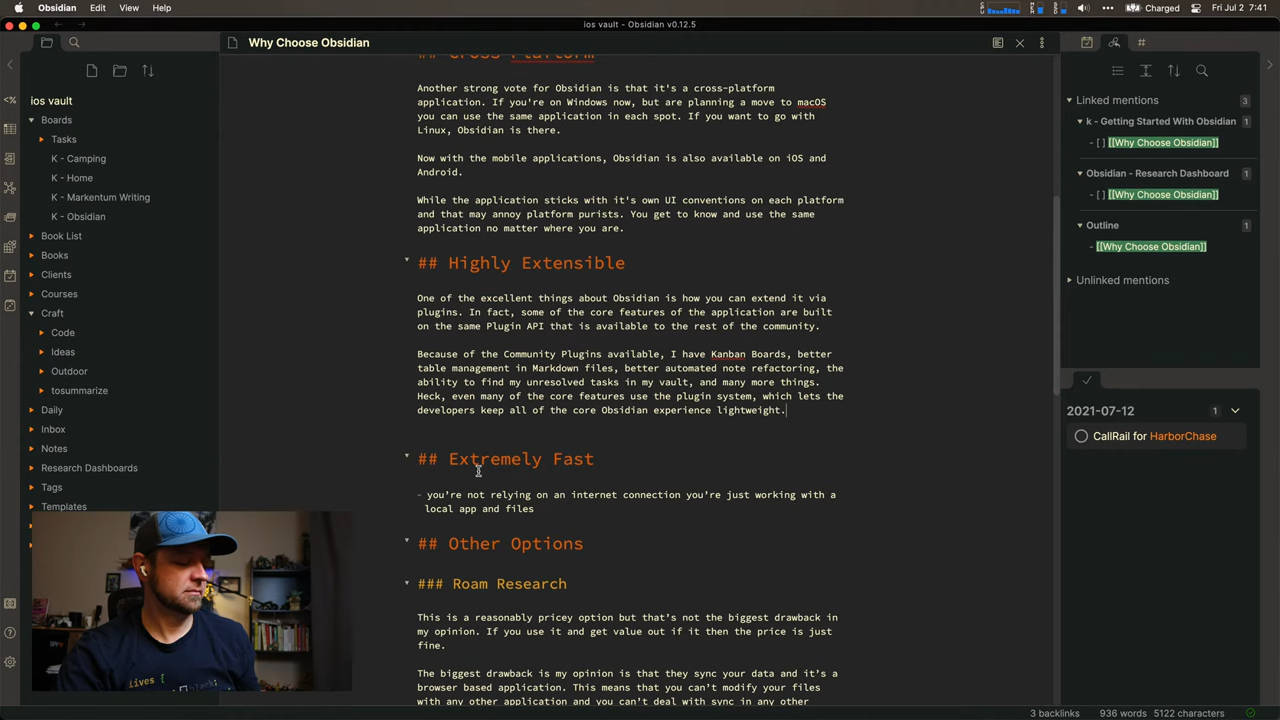 Obsidian Edit View Help
Charged
Fri Jul 2 7:41
ios vault - Obsidian v0.12.5
Why Choose Obsidian
ios vault
Boards
Tasks
K - Camping
K - Home
K - Markentum Writing
K - Obsidian
Book List
Books
Clients
Courses
Craft
Code
Ideas
Outoja
tosummarize
Daily
Inbox
Notes
Research Dashboards
Tags
Templates
## Cross Platform
Another strong vote for Obsidian is that it's a cross-platform
application. If you're on Windows now, but are planning a move to macOS
you can use the same application in each spot. If you want to go with
Linux, Obsidian is there.
Now with the mobile applications, Obsidian is also available on iOS and
Android.
While the application sticks with it's own UI conventions on each platform
and that may annoy platform purists. You get to know and use the same
application no matter where you are.
## Highly Extensible
One of the excellent things about Obsidian is how you can extend it via
plugins. In fact, some of the core features of the application are built
on the same Plugin API that is available to the rest of the community.
Because of the Community Plugins available, I have Kanban Boards, better
table management in Markdown files, better automated note refactoring, the
ability to find my unresolved tasks in my vault, and many more things.
Heck, even many of the core features use the plugin system, which lets the
developers keep all of the core Obsidian experience lightweight.
## Extremely Fast
- you're not relying on an internet connection you're just working with a
local app and files
## Other Options
### Roam Research
This is a reasonably pricey option but that's not the biggest drawback in
my opinion. If you use it and get value out if it then the price is just
fine.
The biggest drawback is my opinion is that they sync your data and it's a
browser based application. This means that you can't modify your files
with any other application and you can't deal with sync in any other
Linked mentions 3
k - Getting Started With Obsidian 1
- [ ] [[Why Choose Obsidian]]
Obsidian - Research Dashboard 1
- [ ] [[Why Choose Obsidian]]
Outline 1
- [[Why Choose Obsidian]]
Unlinked mentions
2021-07-12 1
CallRail for HarborChase
lives {
3 backlinks 936 words 5122 characters